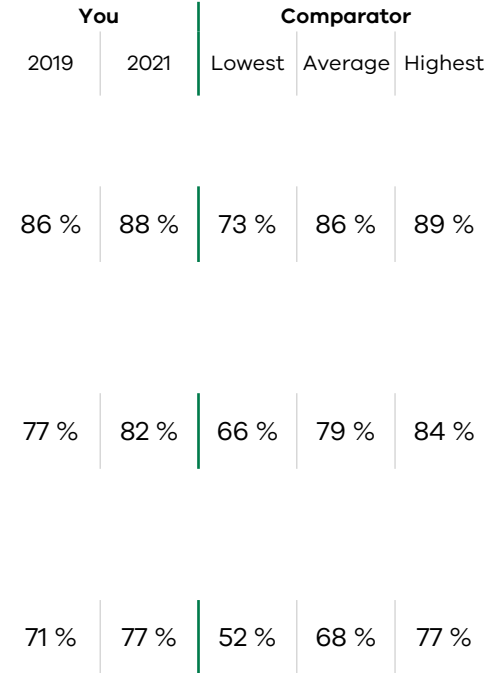 You Comparator
2019 2021 Lowest Average Highest
86 % 88 % 73 % 86 % 89 %
77 % 82 % 66 % 79 % 84 %
71 % 77 % 52 % 68 % 77 %